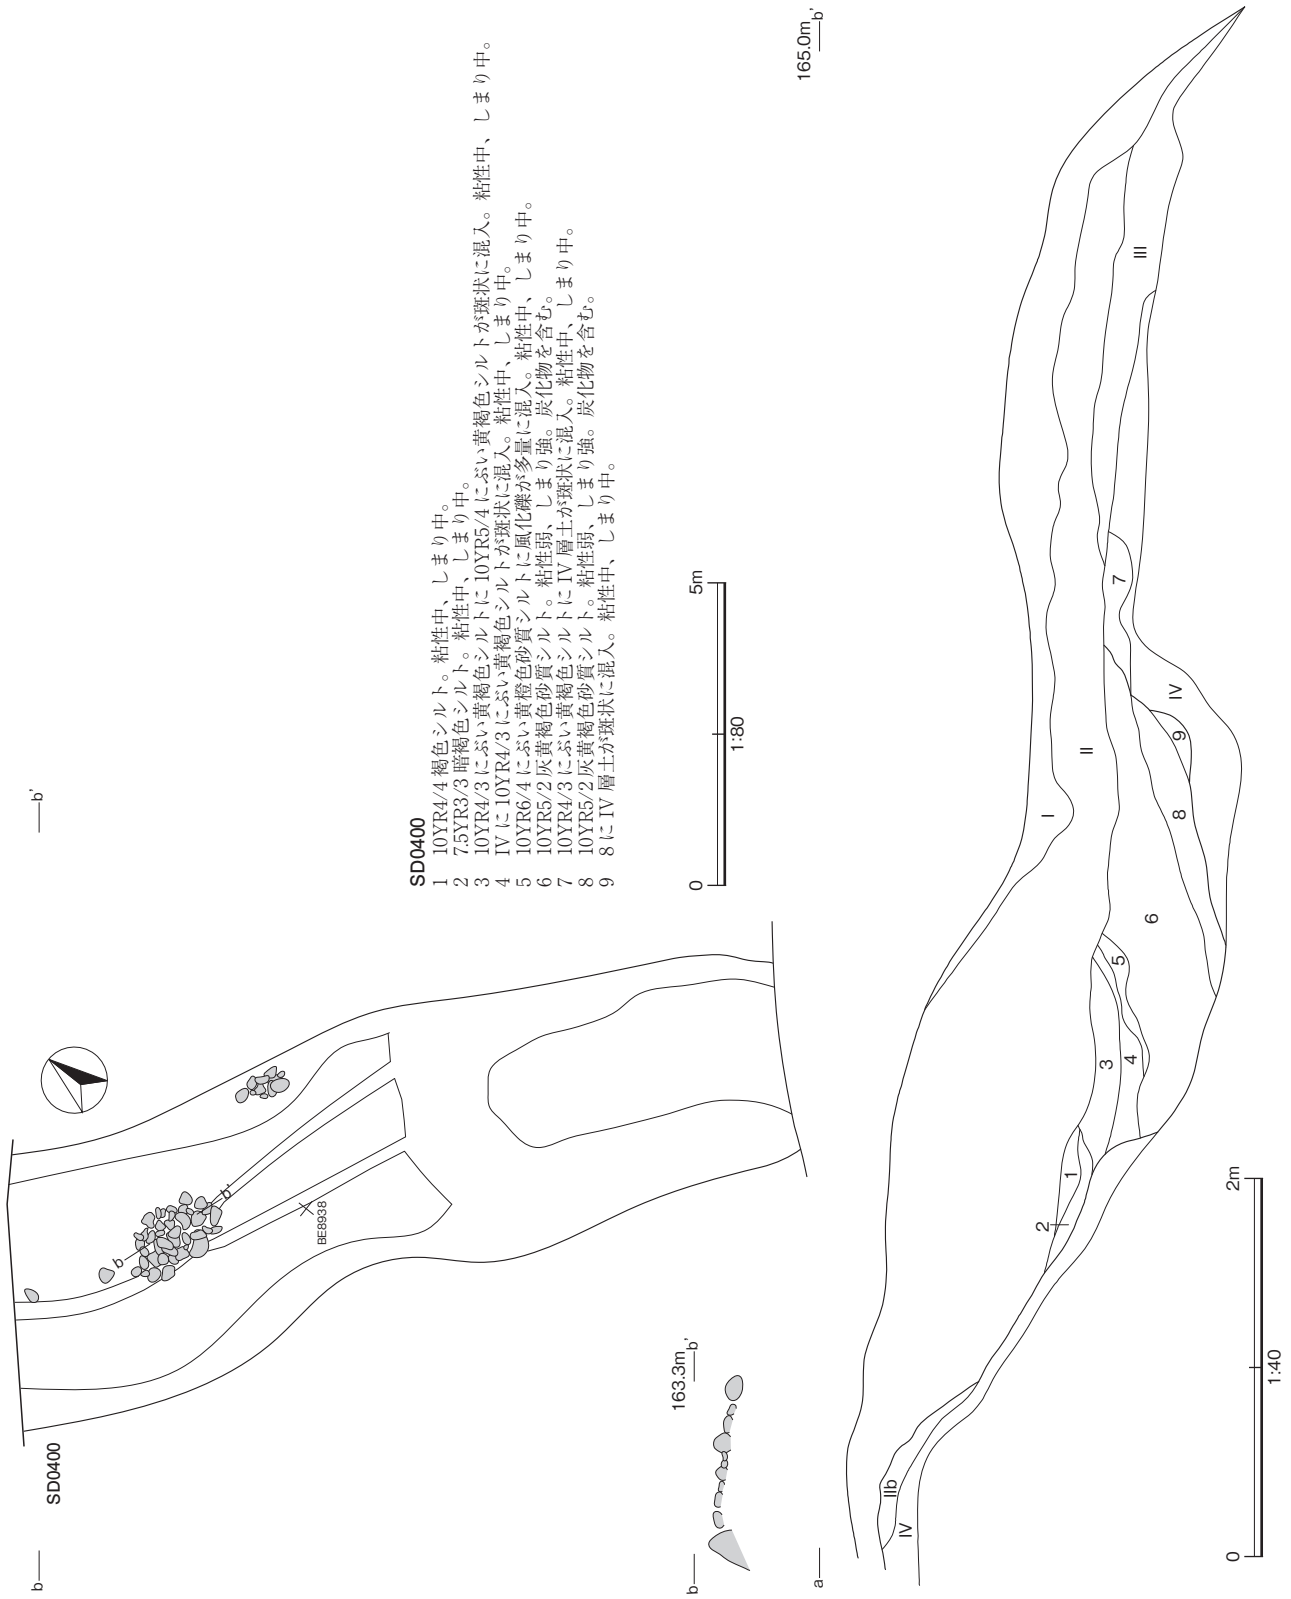 SD0400
b
b'
b
b'
BE8938
SD0400
1 10YR4/4 褐色シルト。粘性中、しまり中。
2 7.5YR3/3 暗褐色シルト。粘性中、しまり中。
3 10YR4/3 にぶい黄褐色シルトに 10YR5/4 にぶい黄褐色シルトが斑状に混入。粘性中、しまり中。
4 IV に 10YR4/3 にぶい黄褐色シルトが斑状に混入。粘性中、しまり中。
5 10YR6/4 にぶい黄橙色砂質シルトに風化礫が多量に混入。粘性中、しまり中。
6 10YR5/2 灰黄褐色砂質シルト。粘性弱、しまり強。炭化物を含む。
7 10YR4/3 にぶい黄褐色シルトに IV 層土が斑状に混入。粘性中、しまり中。
8 10YR5/2 灰黄褐色砂質シルト。粘性弱、しまり強。炭化物を含む。
9 8 に IV 層土が斑状に混入。粘性中、しまり中。
0 5m
1:80
b 163.3m b'
a 165.0m b'
I
II
IIb
III
IV
IV
1
2
3
4
5
6
7
8
9
0 2m
1:40